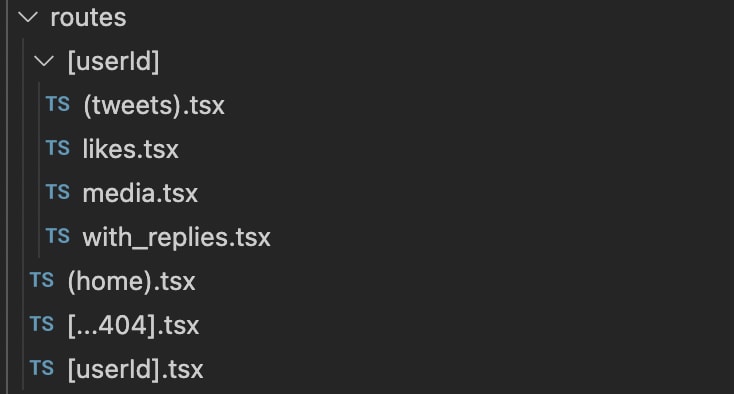 routes
[userId]
TS (tweets).tsx
TS likes.tsx
TS media.tsx
TS with_replies.tsx
TS (home).tsx
TS [...404].tsx
TS [userId].tsx